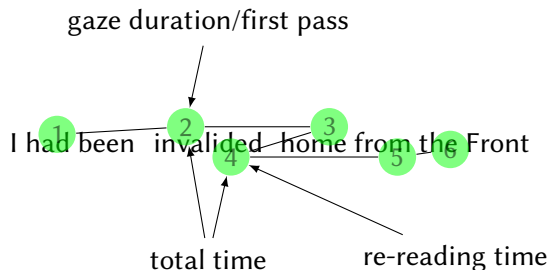 gaze duration/first pass
1 2 3
I had been invalided home from the Front
4 5 6
total time re-reading time